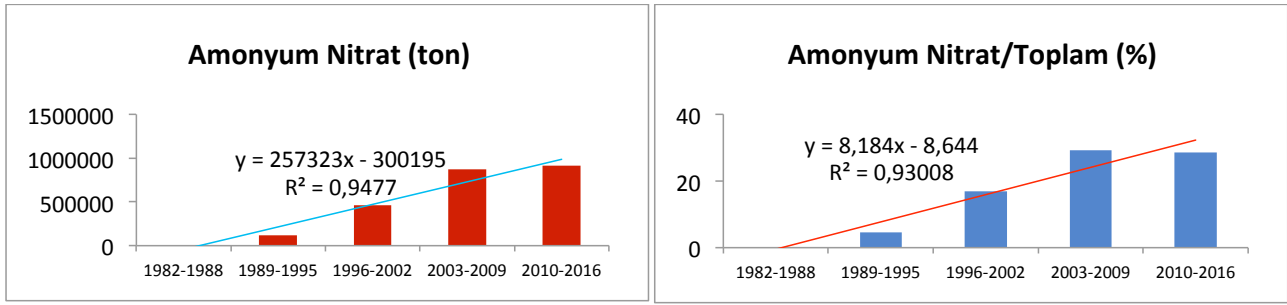 Amonyum Nitrat (ton)
1500000
1000000
500000
0
y = 257323x - 300195
R² = 0,9477
1982-1988 1989-1995 1996-2002 2003-2009 2010-2016
Amonyum Nitrat/Toplam (%)
40
20
0
y = 8,184x - 8,644
R² = 0,93008
1982-1988 1989-1995 1996-2002 2003-2009 2010-2016